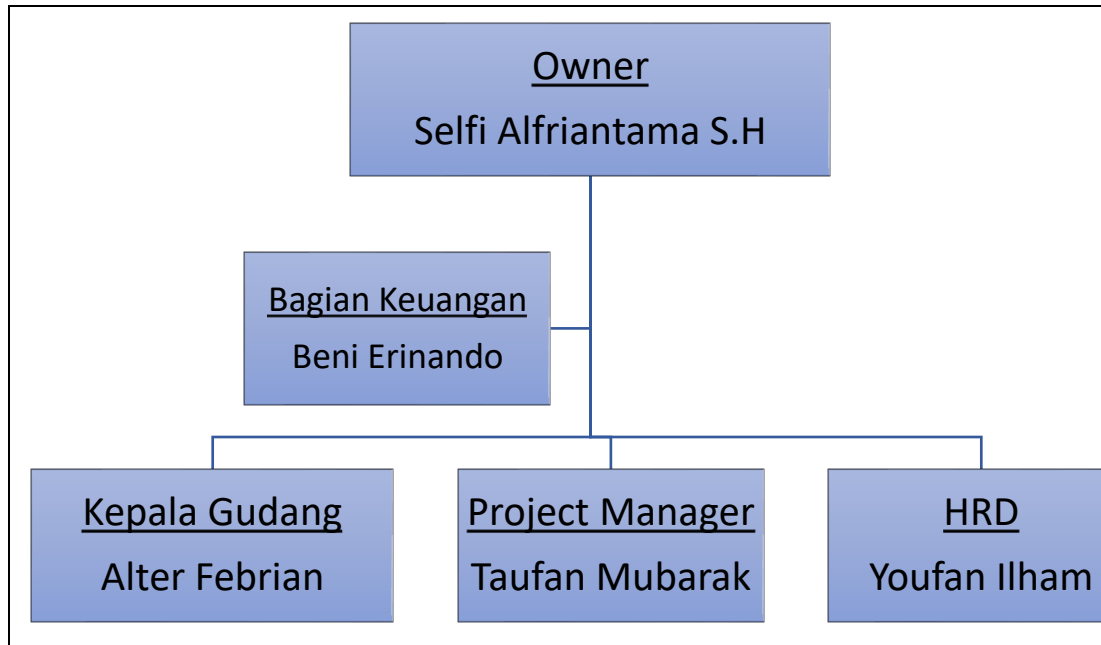 Owner
Selfi Alfriantama S.H
Bagian Keuangan
Beni Erinando
Kepala Gudang
Alter Febrian
Project Manager
Taufan Mubarak
HRD
Youfan Ilham